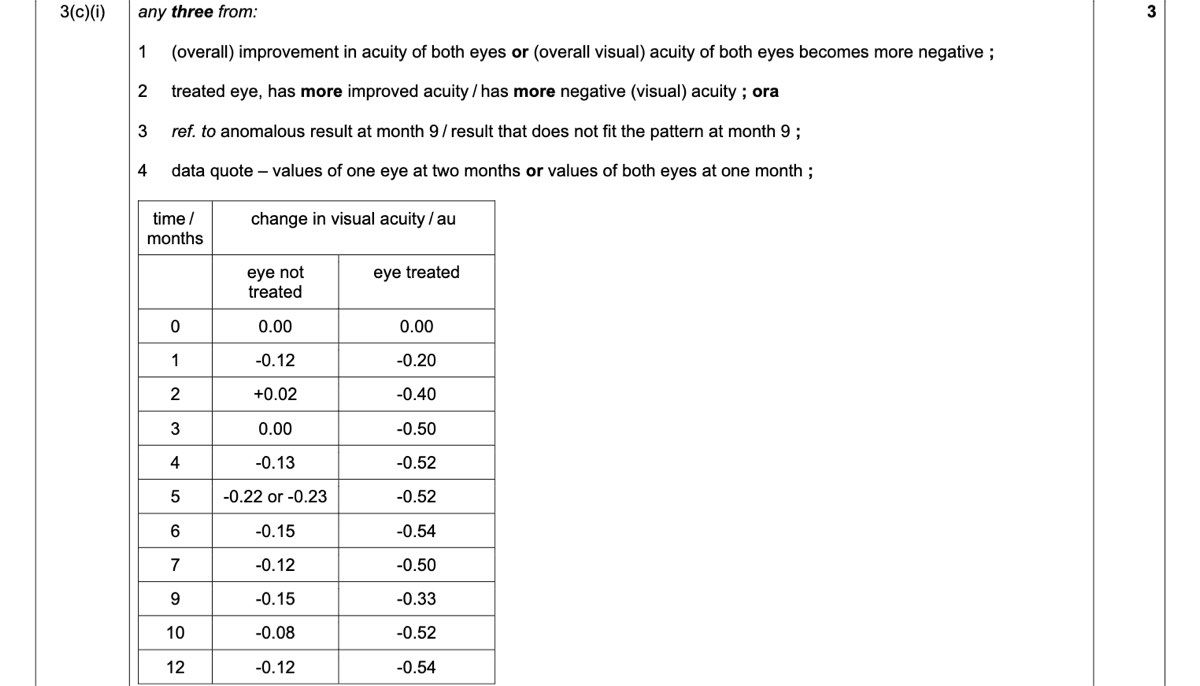 3(c)(i) any three from: 3
1 (overall) improvement in acuity of both eyes or (overall visual) acuity of both eyes becomes more negative ;
2 treated eye, has more improved acuity / has more negative (visual) acuity ; ora
3 ref. to anomalous result at month 9 / result that does not fit the pattern at month 9 ;
4 data quote – values of one eye at two months or values of both eyes at one month ;
time / change in visual acuity / au
months
eye not eye treated
treated
0 0.00 0.00
1 -0.12 -0.20
2 +0.02 -0.40
3 0.00 -0.50
4 -0.13 -0.52
5 -0.22 or -0.23 -0.52
6 -0.15 -0.54
7 -0.12 -0.50
9 -0.15 -0.33
10 -0.08 -0.52
12 -0.12 -0.54